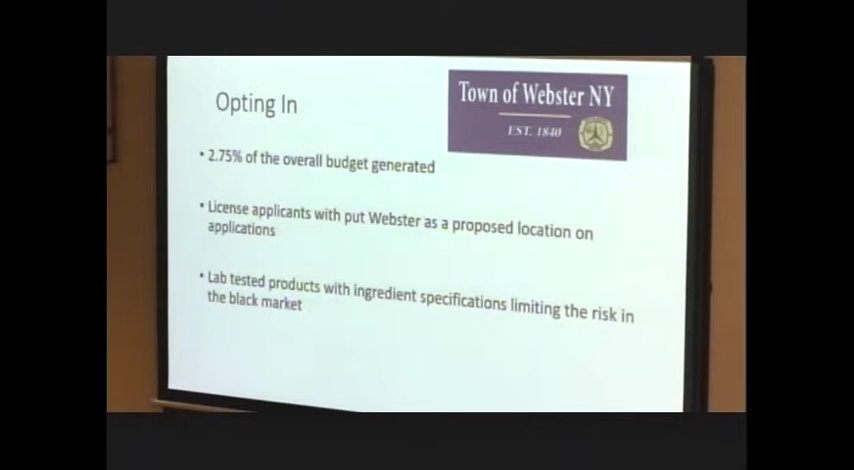 Opting In
Town of Webster NY
EST. 1840
• 2.75% of the overall budget generated
• License applicants with put Webster as a proposed location on
applications
• Lab tested products with ingredient specifications limiting the risk in
the black market